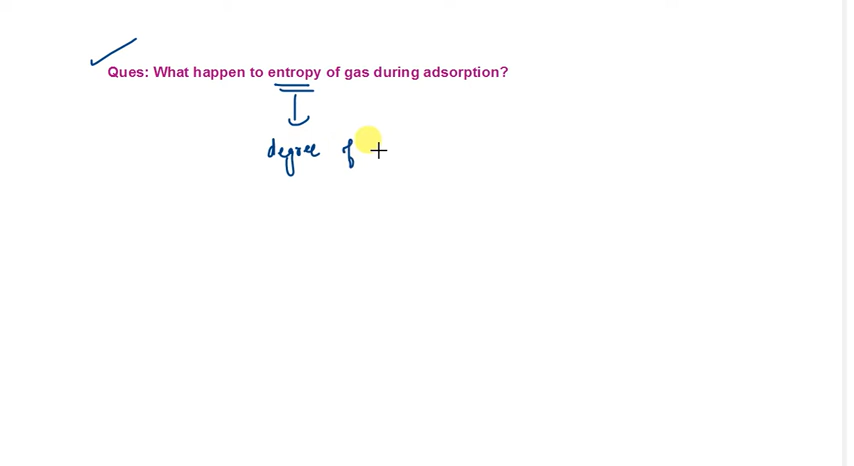 Ques: What happen to entropy of gas during adsorption?
degree of